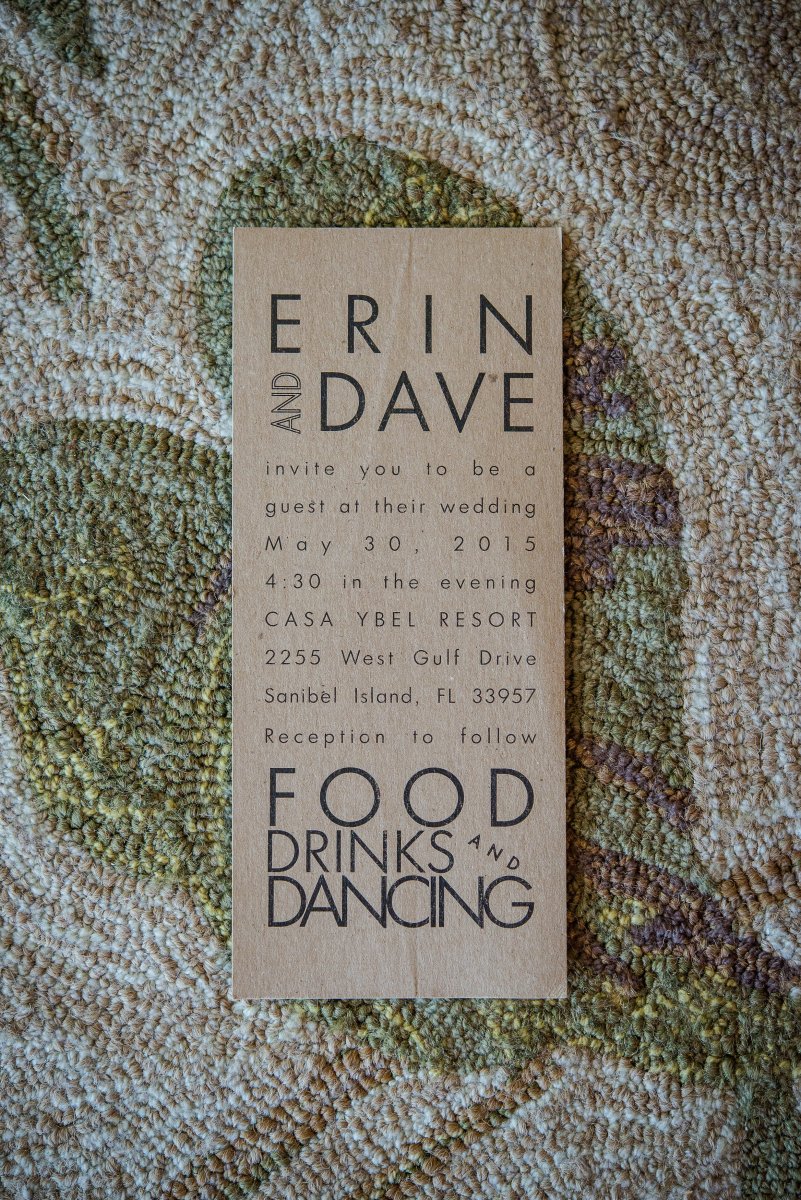 ERIN
AND DAVE
invite you to be a
guest at their wedding
May 30, 2015
4:30 in the evening
CASA YBEL RESORT
2255 West Gulf Drive
Sanibel Island, FL 33957
Reception to follow
FOOD
DRINKS AND
DANCING